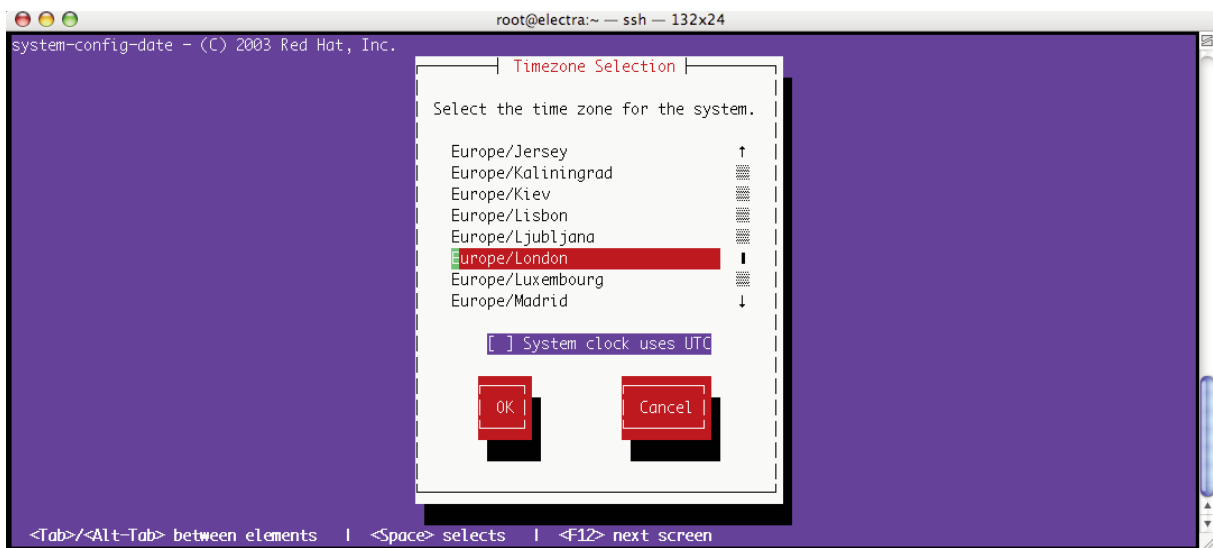 root@electra:~ — ssh — 132x24
system-config-date - (C) 2003 Red Hat, Inc.
Timezone Selection
Select the time zone for the system.
Europe/Jersey
Europe/Kaliningrad
Europe/Kiev
Europe/Lisbon
Europe/Ljubljana
Europe/London
Europe/Luxembourg
Europe/Madrid
[ ] System clock uses UTC
OK Cancel
<Tab>/<Alt-Tab> between elements | <Space> selects | <F12> next screen